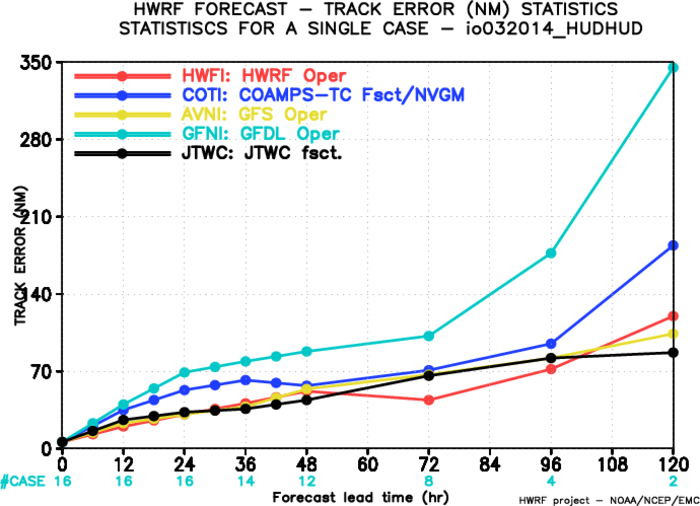 HWRF FORECAST – TRACK ERROR (NM) STATISTICS
STATISTISCS FOR A SINGLE CASE – io032014_HUDHUD
HWFI: HWRF Oper
COTI: COAMPS–TC Fsct/NVGM
AVNI: GFS Oper
GFNI: GFDL Oper
JTWC: JTWC fsct.
TRACK ERROR (NM)
350
280
210
140
70
0
0 12 24 36 48 60 72 84 96 108 120
#CASE 16 16 16 14 12 8 4 2
Forecast lead time (hr)
HWRF project – NOAA/NCEP/EMC